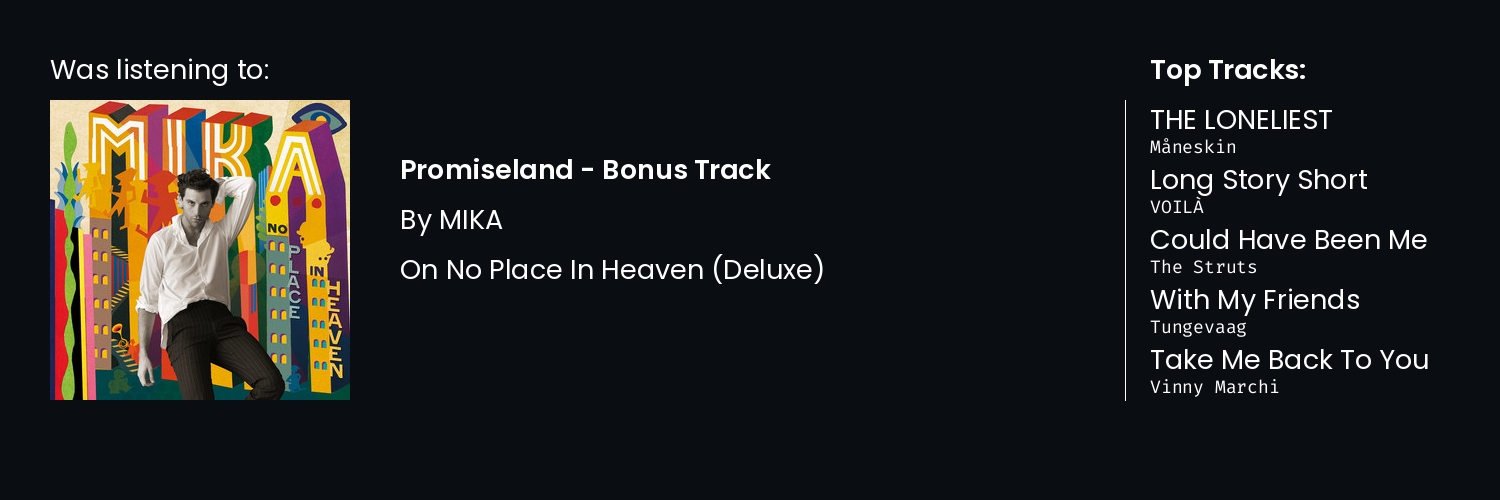 Was listening to:
MIKA
NO
PLACE
IN
HEAVEN
Promiseland - Bonus Track
By MIKA
On No Place In Heaven (Deluxe)
Top Tracks:
THE LONELIEST
Måneskin
Long Story Short
VOILÀ
Could Have Been Me
The Struts
With My Friends
Tungevaag
Take Me Back To You
Vinny Marchi